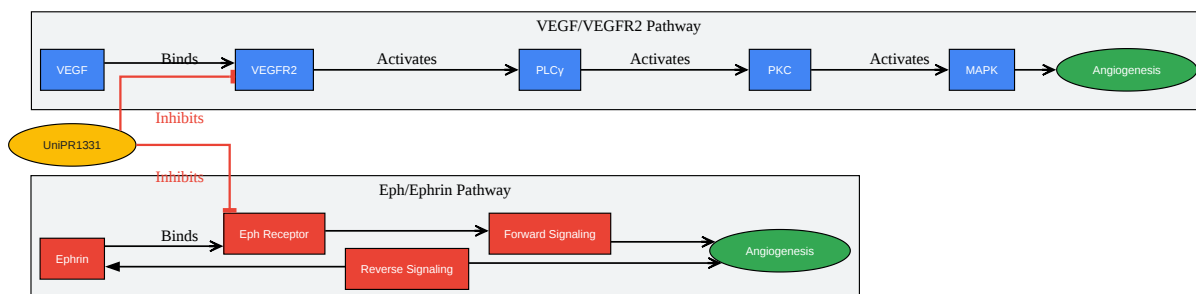 VEGF/VEGFR2 Pathway
VEGF
Binds
VEGFR2
Activates
PLCγ
Activates
PKC
Activates
MAPK
Angiogenesis
Inhibits
UniPR1331
Inhibits
Eph/Ephrin Pathway
Ephrin
Binds
Eph Receptor
Forward Signaling
Reverse Signaling
Angiogenesis